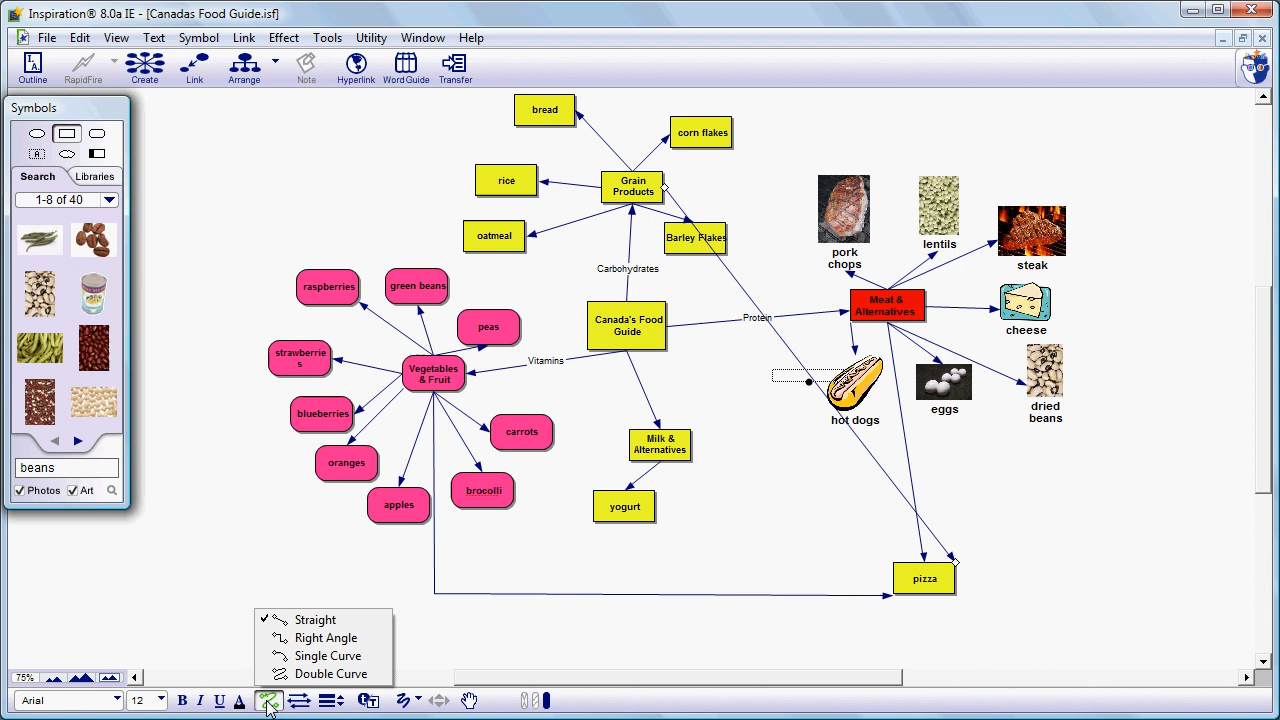 Inspiration® 8.0a IE - [Canadas Food Guide.isf]
File Edit View Text Symbol Link Effect Tools Utility Window Help
Outline RapidFire Create Link Arrange Note Hyperlink WordGuide Transfer
Symbols
A
Search Libraries
1-8 of 40
beans
Photos Art
bread
corn flakes
rice
Grain
Products
oatmeal
Barley Flakes
Carbohydrates
pork
chops
lentils
steak
raspberries
green beans
peas
Canada's Food
Guide
Protein
Meat &
Alternatives
cheese
strawberrie
s
Vegetables
& Fruit
Vitamins
blueberries
hot dogs
eggs
dried
beans
oranges
carrots
Milk &
Alternatives
apples
brocolli
yogurt
pizza
Straight
Right Angle
Single Curve
Double Curve
75%
Arial 12 B I U A T